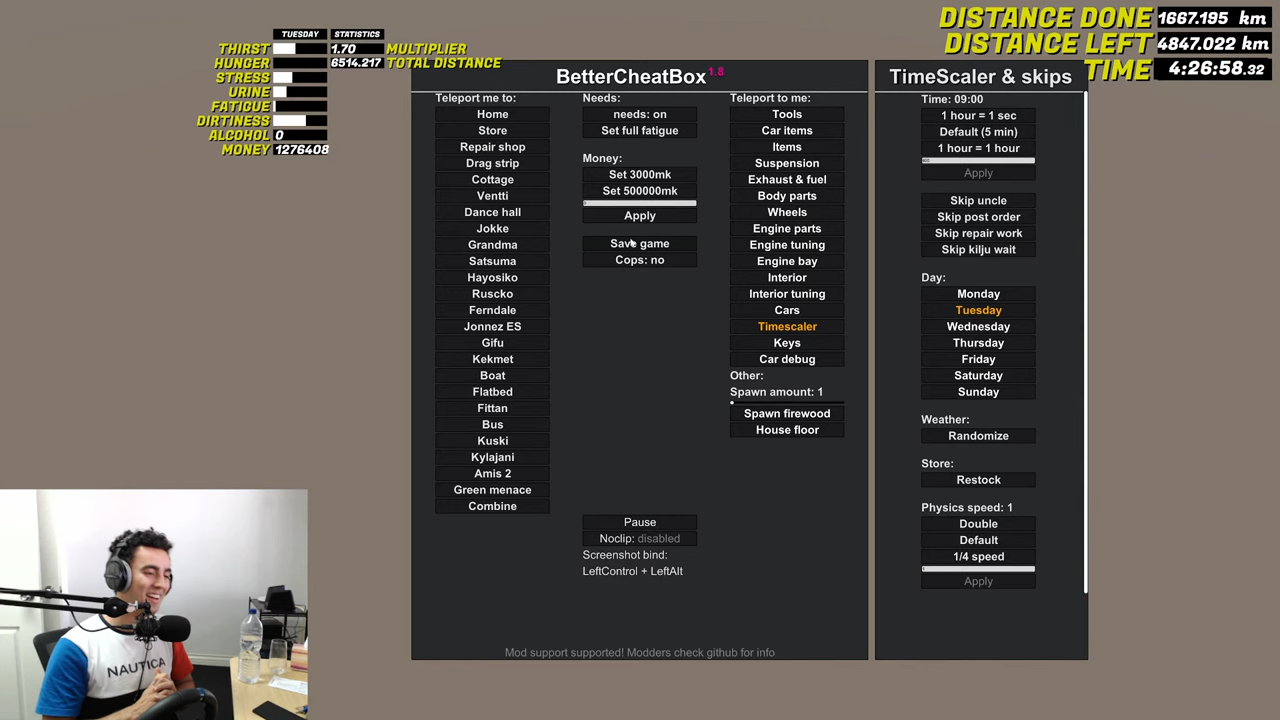 TUESDAY STATISTICS
THIRST 1.70 MULTIPLIER
HUNGER 6514.217 TOTAL DISTANCE
STRESS
URINE
FATIGUE
DIRTINESS
ALCOHOL 0
MONEY 1276408
DISTANCE DONE 1667.195 km
DISTANCE LEFT 4847.022 km
TIME 4:26:58.32
BetterCheatBox 1.8
Teleport me to:
Home
Store
Repair shop
Drag strip
Cottage
Ventti
Dance hall
Jokke
Grandma
Satsuma
Hayosiko
Ruscko
Ferndale
Jonnez ES
Gifu
Kekmet
Boat
Flatbed
Fittan
Bus
Kuski
Kylajani
Amis 2
Green menace
Combine
Needs:
needs: on
Set full fatigue
Money:
Set 3000mk
Set 500000mk
Apply
Save game
Cops: no
Pause
Noclip: disabled
Screenshot bind:
LeftControl + LeftAlt
Teleport to me:
Tools
Car items
Items
Suspension
Exhaust & fuel
Body parts
Wheels
Engine parts
Engine tuning
Engine bay
Interior
Interior tuning
Cars
Timescaler
Keys
Car debug
Other:
Spawn amount: 1
Spawn firewood
House floor
Mod support supported! Modders check github for info
TimeScaler & skips
Time: 09:00
1 hour = 1 sec
Default (5 min)
1 hour = 1 hour
Apply
Skip uncle
Skip post order
Skip repair work
Skip kilju wait
Day:
Monday
Tuesday
Wednesday
Thursday
Friday
Saturday
Sunday
Weather:
Randomize
Store:
Restock
Physics speed: 1
Double
Default
1/4 speed
Apply
NAUTICA